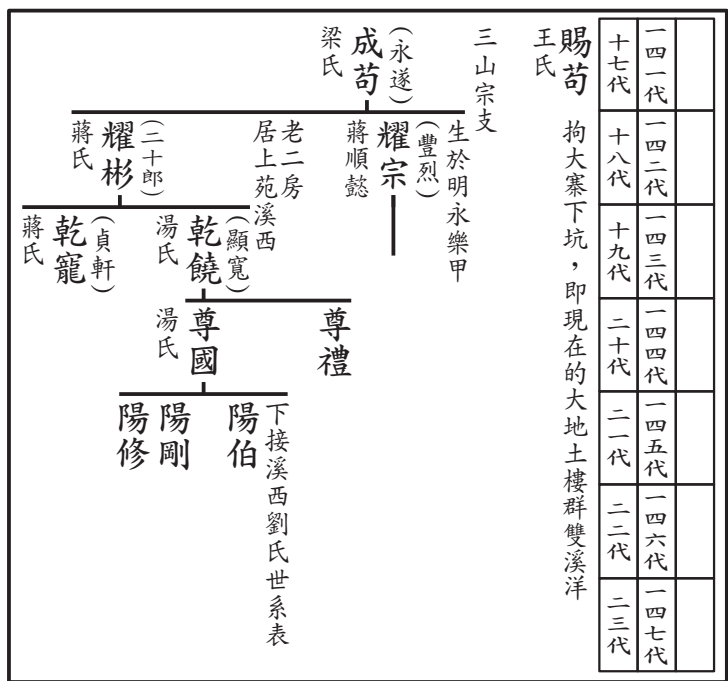 一四一代
一四二代
一四三代
一四四代
一四五代
一四六代
一四七代
十七代
十八代
十九代
二十代
二一代
二二代
二三代
賜苟
王氏
拘大寨下坑，即現在的大地土樓群雙溪洋
三山宗支
(永遂)
成苟
梁氏
生於明永樂甲
(豐烈)
耀宗
蔣順懿
老二房
居上苑溪西
(二十郎)
耀彬
蔣氏
(顯寬)
乾饒
湯氏
(貞軒)
乾寵
蔣氏
尊禮
尊國
湯氏
下接溪西劉氏世系表
陽伯
陽剛
陽修